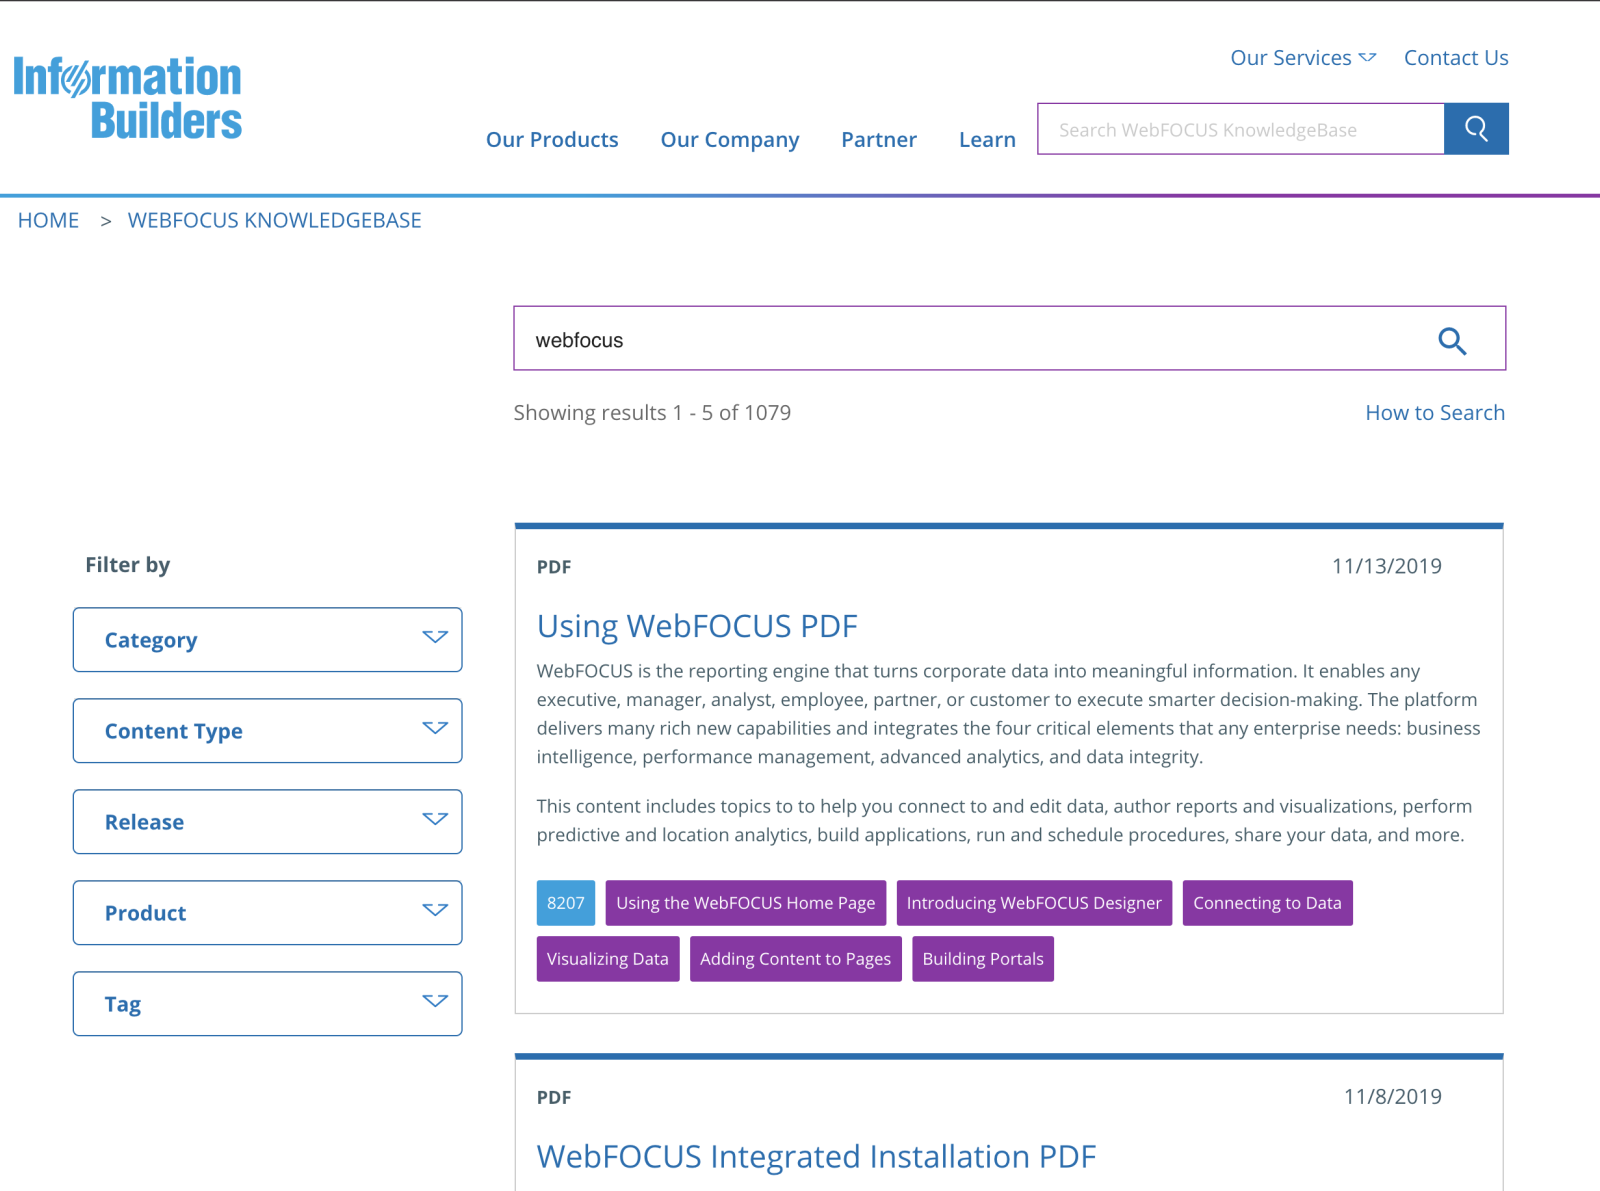 Our Services Contact Us
Information
Builders
Our Products Our Company Partner Learn Search WebFOCUS KnowledgeBase
HOME > WEBFOCUS KNOWLEDGEBASE
webfocus
Showing results 1 - 5 of 1079 How to Search
Filter by
Category
Content Type
Release
Product
Tag
PDF 11/13/2019
Using WebFOCUS PDF
WebFOCUS is the reporting engine that turns corporate data into meaningful information. It enables any
executive, manager, analyst, employee, partner, or customer to execute smarter decision-making. The platform
delivers many rich new capabilities and integrates the four critical elements that any enterprise needs: business
intelligence, performance management, advanced analytics, and data integrity.
This content includes topics to to help you connect to and edit data, author reports and visualizations, perform
predictive and location analytics, build applications, run and schedule procedures, share your data, and more.
8207 Using the WebFOCUS Home Page Introducing WebFOCUS Designer Connecting to Data
Visualizing Data Adding Content to Pages Building Portals
PDF 11/8/2019
WebFOCUS Integrated Installation PDF